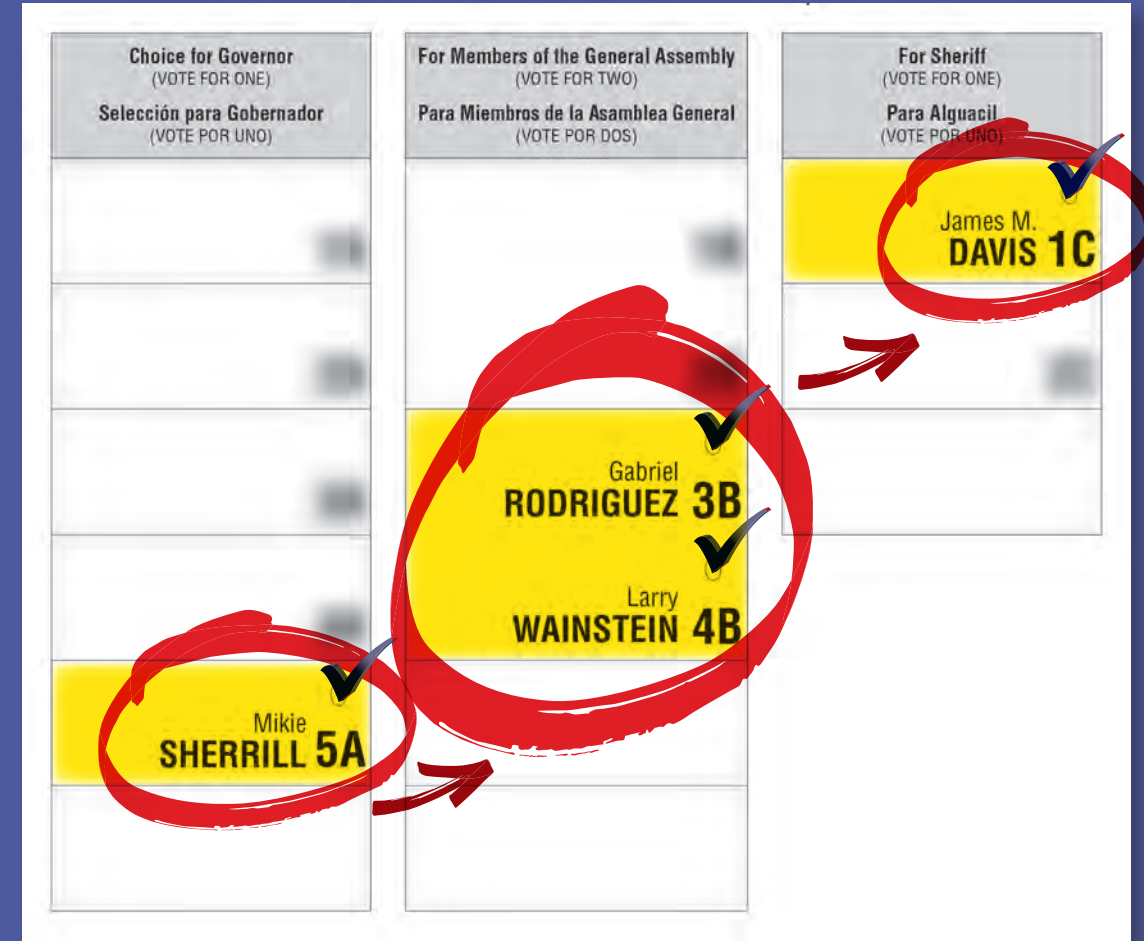 Choice for Governor
(VOTE FOR ONE)
Selección para Gobernador
(VOTE POR UNO)
Mikie
SHERRILL 5A
For Members of the General Assembly
(VOTE FOR TWO)
Para Miembros de la Asamblea General
(VOTE POR DOS)
Gabriel
RODRIGUEZ 3B
Larry
WAINSTEIN 4B
For Sheriff
(VOTE FOR ONE)
Para Alguacil
(VOTE POR UNO)
James M.
DAVIS 1C